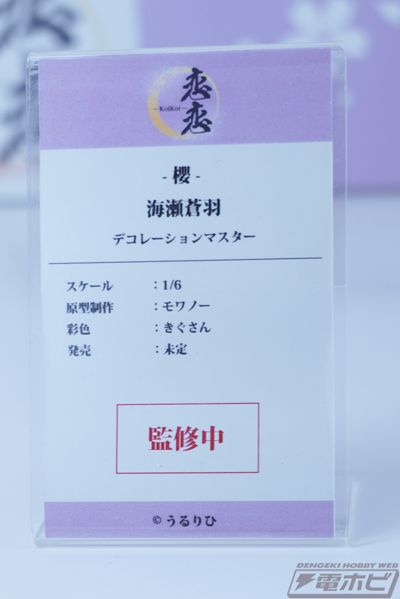 恋恋
-KoiKoi-
- 櫻 -
海瀬蒼羽
デコレーションマスター
スケール ：1/6
原型制作 ：モワノー
彩色 ：きぐさん
発売 ：未定
監修中
© うるりひ
DENGEKI HOBBY WEB
電ホビ